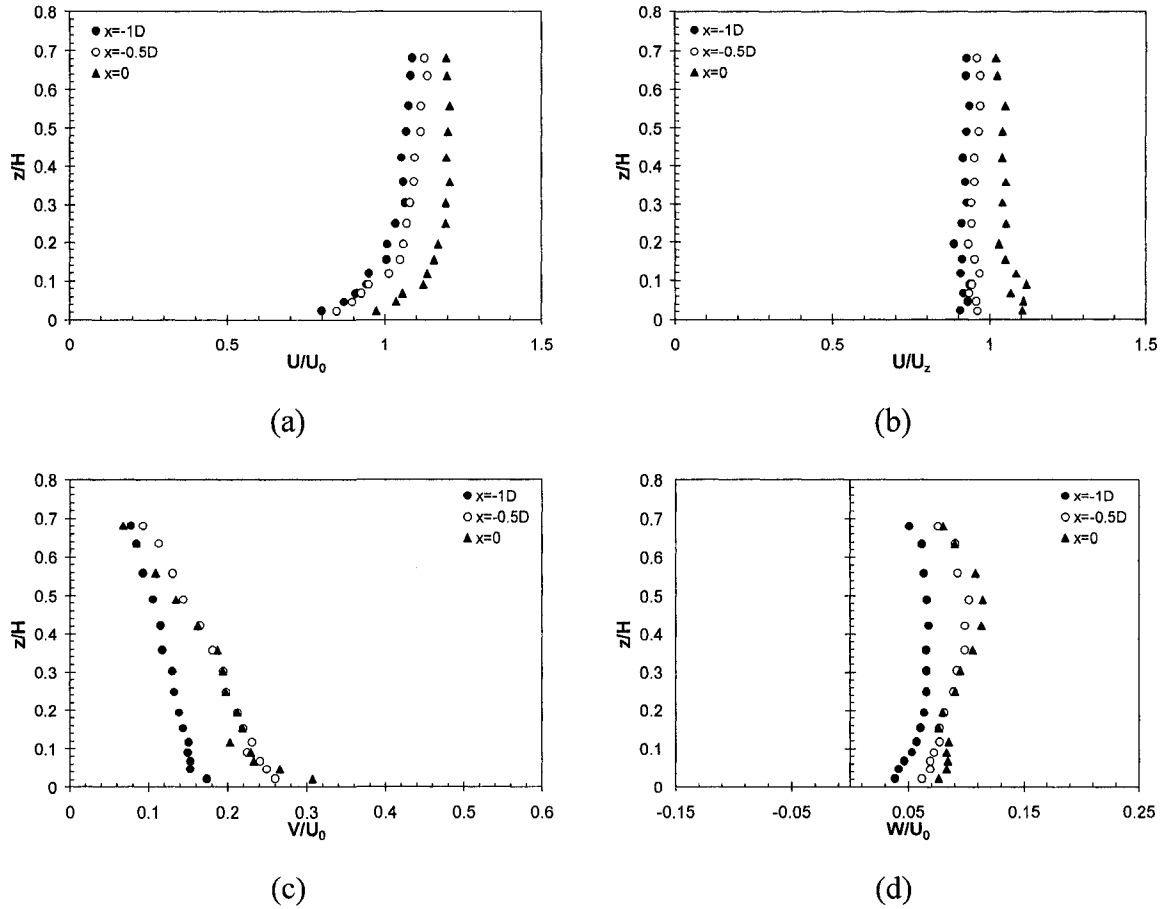 ● x=-1D
○ x=-0.5D
▲ x=0
0.8
0.7
0.6
0.5
0.4
0.3
0.2
0.1
0
z/H
0 0.5 1 1.5
U/U₀
(a)
● x=-1D
○ x=-0.5D
▲ x=0
0.8
0.7
0.6
0.5
0.4
0.3
0.2
0.1
0
z/H
0 0.5 1 1.5
U/U_z
(b)
● x=-1D
○ x=-0.5D
▲ x=0
0.8
0.7
0.6
0.5
0.4
0.3
0.2
0.1
0
z/H
0 0.1 0.2 0.3 0.4 0.5 0.6
V/U₀
(c)
● x=-1D
○ x=-0.5D
▲ x=0
0.8
0.7
0.6
0.5
0.4
0.3
0.2
0.1
0
z/H
-0.15 -0.05 0.05 0.15 0.25
W/U₀
(d)